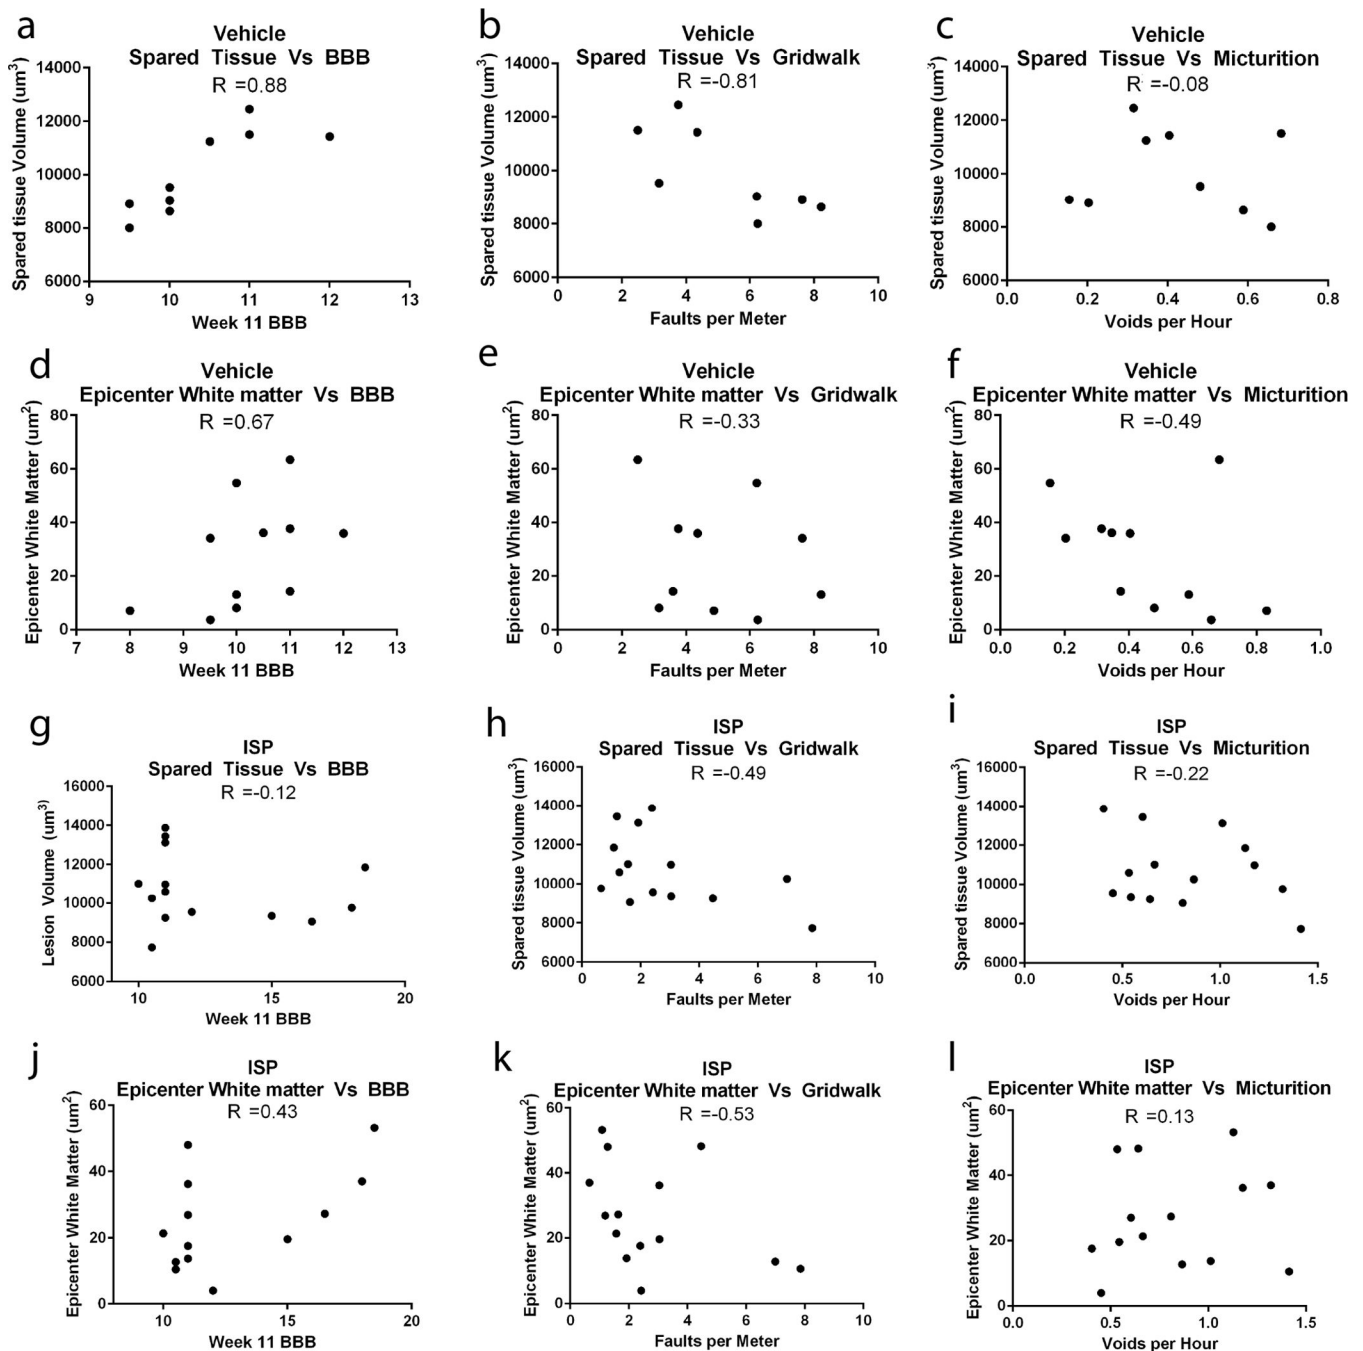 a
Vehicle
Spared Tissue Vs BBB
R =0.88
Spared tissue Volume (um³)
14000
12000
10000
8000
6000
9 10 11 12 13
Week 11 BBB
b
Vehicle
Spared Tissue Vs Gridwalk
R =-0.81
Spared tissue Volume (um³)
14000
12000
10000
8000
6000
0 2 4 6 8 10
Faults per Meter
c
Vehicle
Spared Tissue Vs Micturition
R =-0.08
Spared tissue Volume (um³)
14000
12000
10000
8000
6000
0.0 0.2 0.4 0.6 0.8
Voids per Hour
d
Vehicle
Epicenter White matter Vs BBB
R =0.67
Epicenter White Matter (um²)
80
60
40
20
0
7 8 9 10 11 12 13
Week 11 BBB
e
Vehicle
Epicenter White matter Vs Gridwalk
R =-0.33
Epicenter White Matter (um²)
80
60
40
20
0
0 2 4 6 8 10
Faults per Meter
f
Vehicle
Epicenter White matter Vs Micturition
R =-0.49
Epicenter White Matter (um²)
80
60
40
20
0
0.0 0.2 0.4 0.6 0.8 1.0
Voids per Hour
g
ISP
Spared Tissue Vs BBB
R =-0.12
Lesion Volume (um³)
16000
14000
12000
10000
8000
6000
10 15 20
Week 11 BBB
h
ISP
Spared Tissue Vs Gridwalk
R =-0.49
Spared tissue Volume (um³)
16000
14000
12000
10000
8000
6000
0 2 4 6 8 10
Faults per Meter
i
ISP
Spared Tissue Vs Micturition
R =-0.22
Spared tissue Volume (um³)
16000
14000
12000
10000
8000
6000
0.0 0.5 1.0 1.5
Voids per Hour
j
ISP
Epicenter White matter Vs BBB
R =0.43
Epicenter White Matter (um²)
60
40
20
0
10 15 20
Week 11 BBB
k
ISP
Epicenter White matter Vs Gridwalk
R =-0.53
Epicenter White Matter (um²)
60
40
20
0
0 2 4 6 8 10
Faults per Meter
l
ISP
Epicenter White matter Vs Micturition
R =0.13
Epicenter White Matter (um²)
60
40
20
0
0.0 0.5 1.0 1.5
Voids per Hour